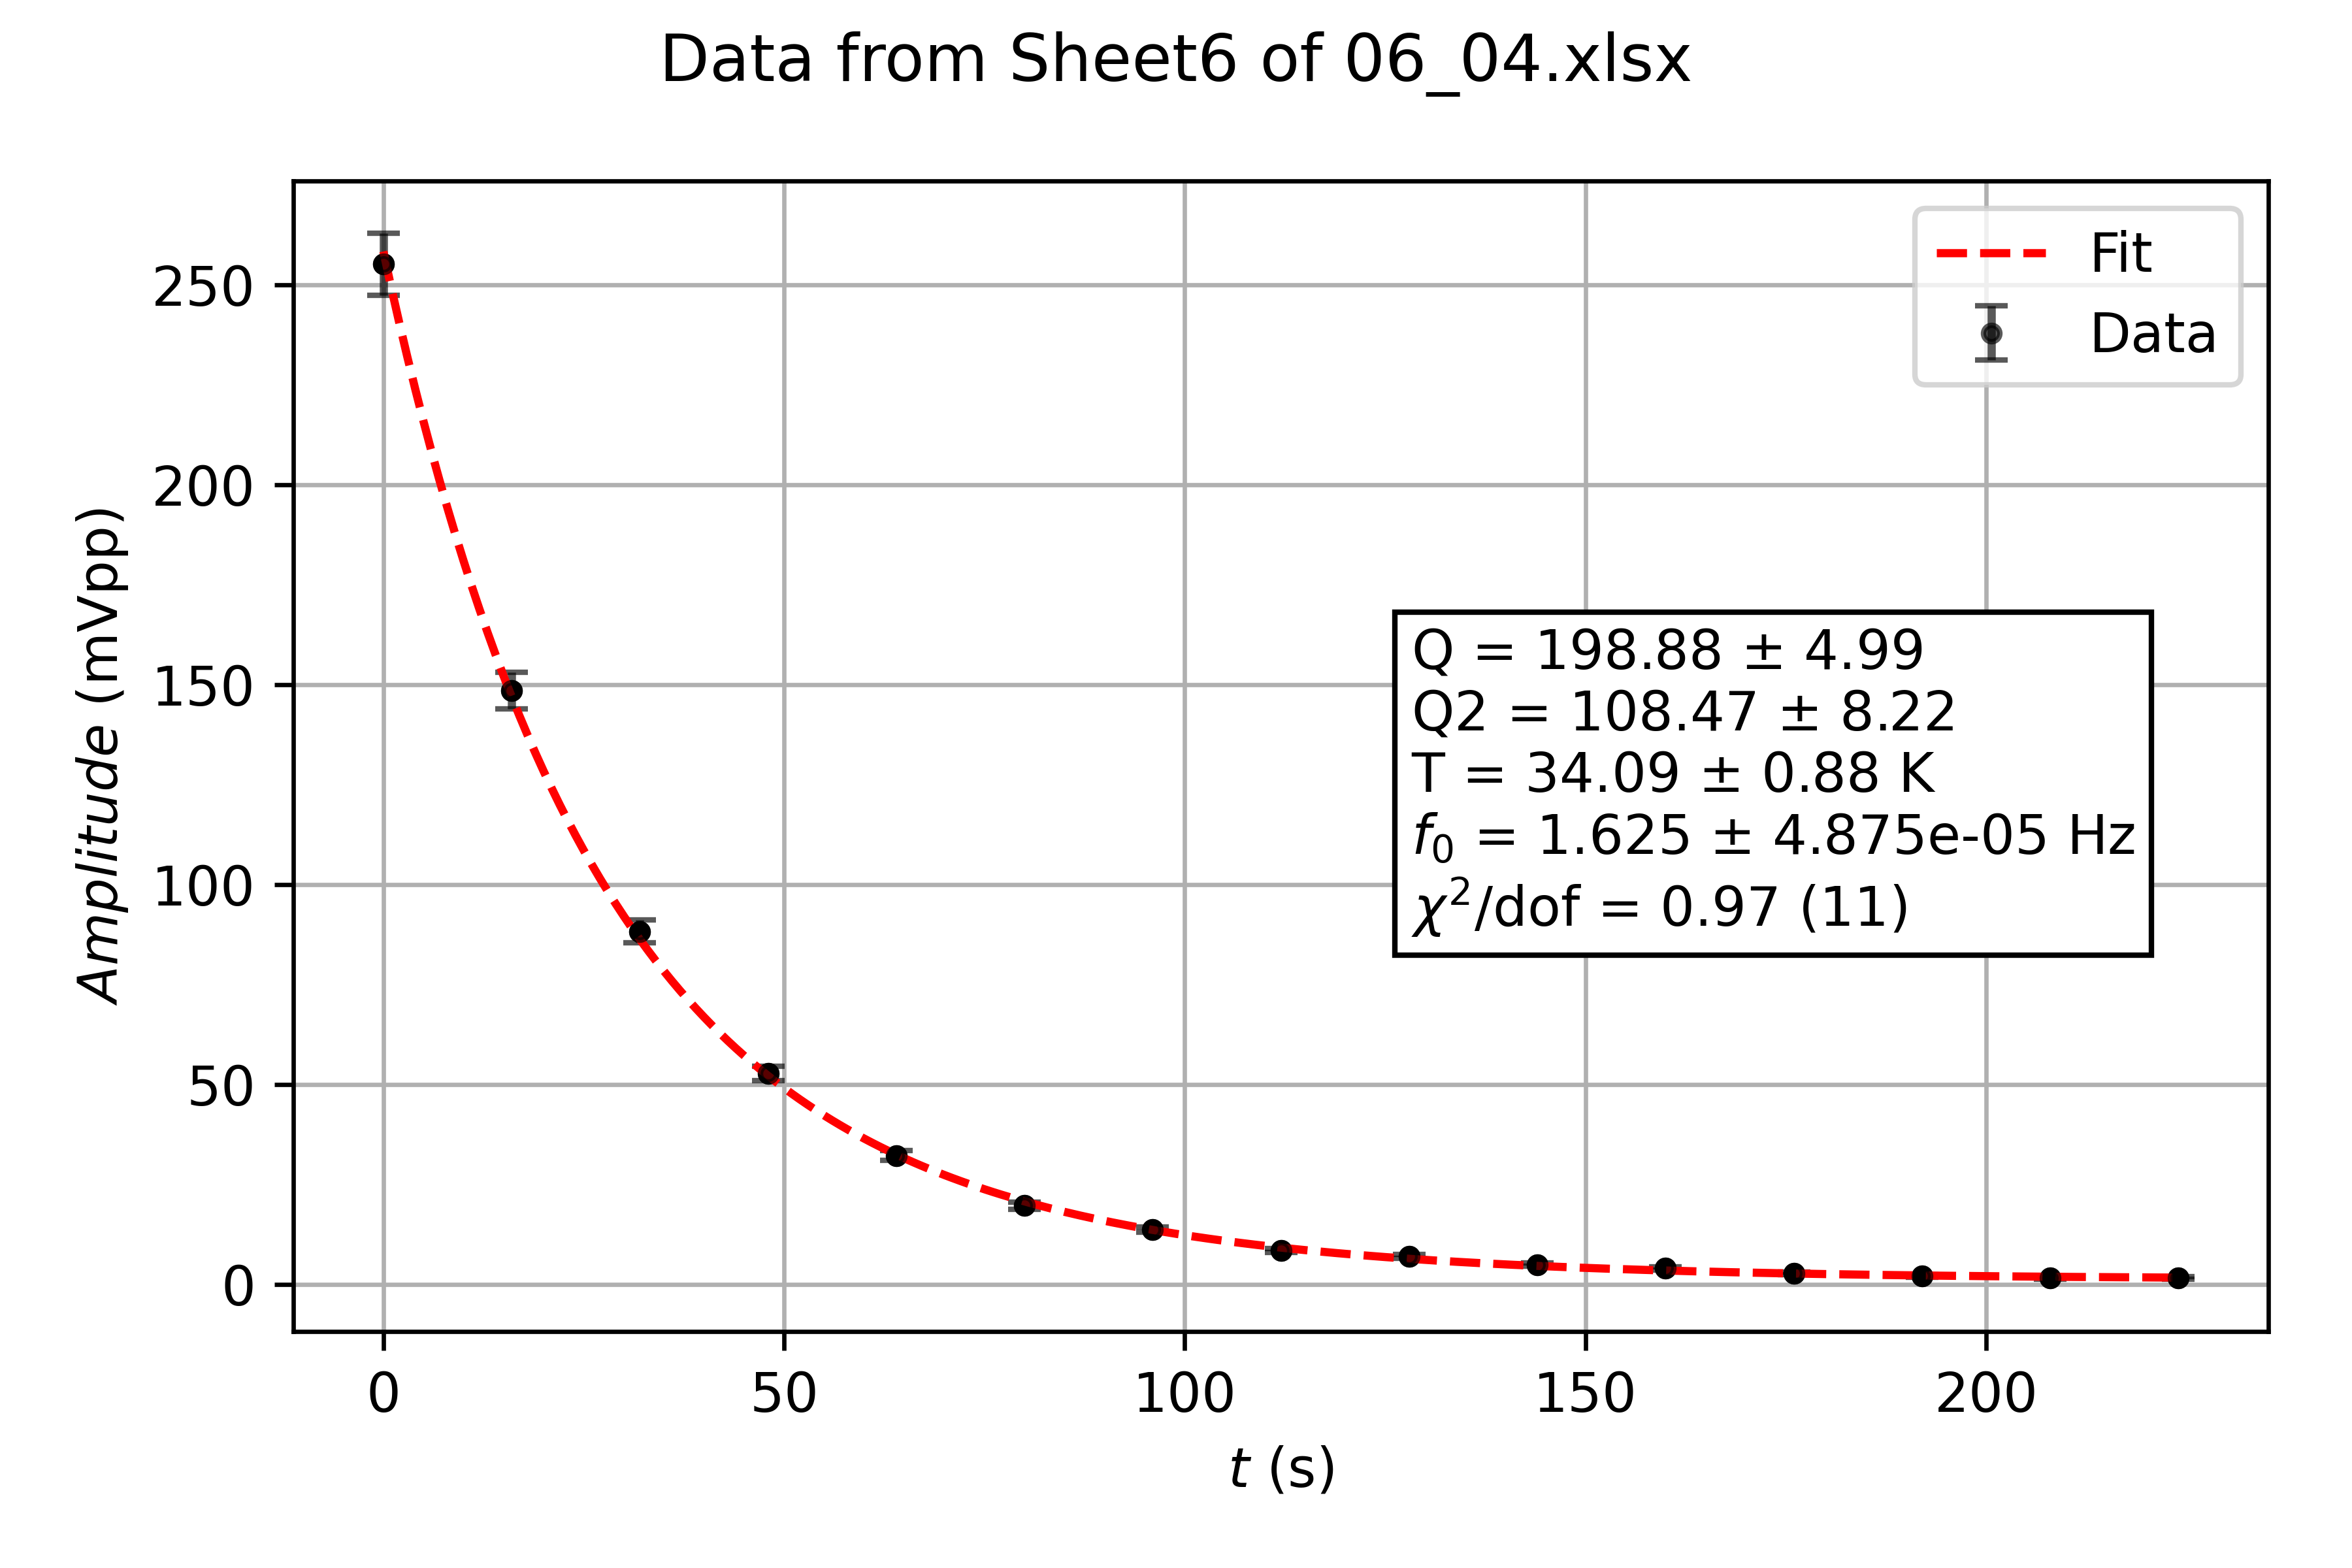 Data from Sheet6 of 06_04.xlsx
Amplitude (mVpp)
250
200
150
100
50
0
Fit
Data
Q = 198.88 ± 4.99
Q2 = 108.47 ± 8.22
T = 34.09 ± 0.88 K
f₀ = 1.625 ± 4.875e-05 Hz
χ²/dof = 0.97 (11)
0 50 100 150 200
t (s)